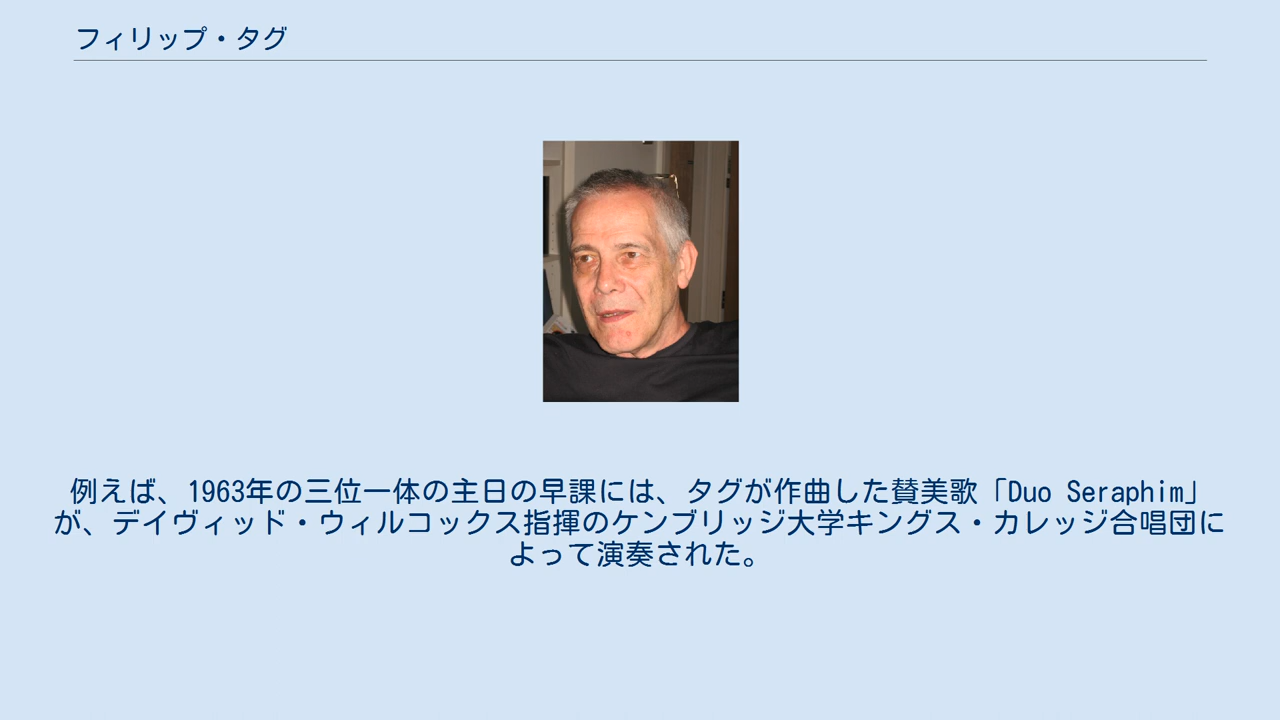 フィリップ・タグ
例えば、1963年の三位一体の主日の早課には、タグが作曲した賛美歌「Duo Seraphim」
が、デイヴィッド・ウィルコックス指揮のケンブリッジ大学キングス・カレッジ合唱団に
よって演奏された。